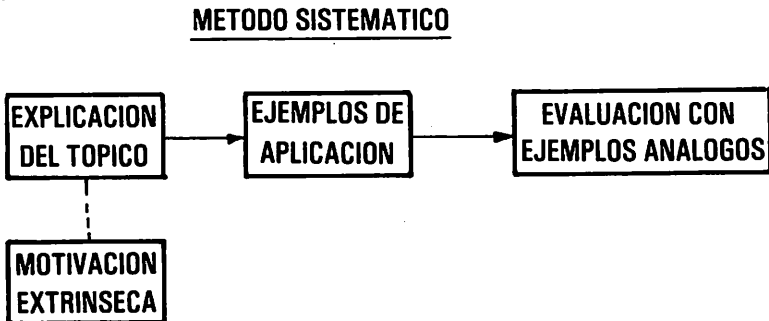 METODO SISTEMATICO
EXPLICACION
DEL TOPICO
EJEMPLOS DE
APLICACION
EVALUACION CON
EJEMPLOS ANALOGOS
MOTIVACION
EXTRINSECA